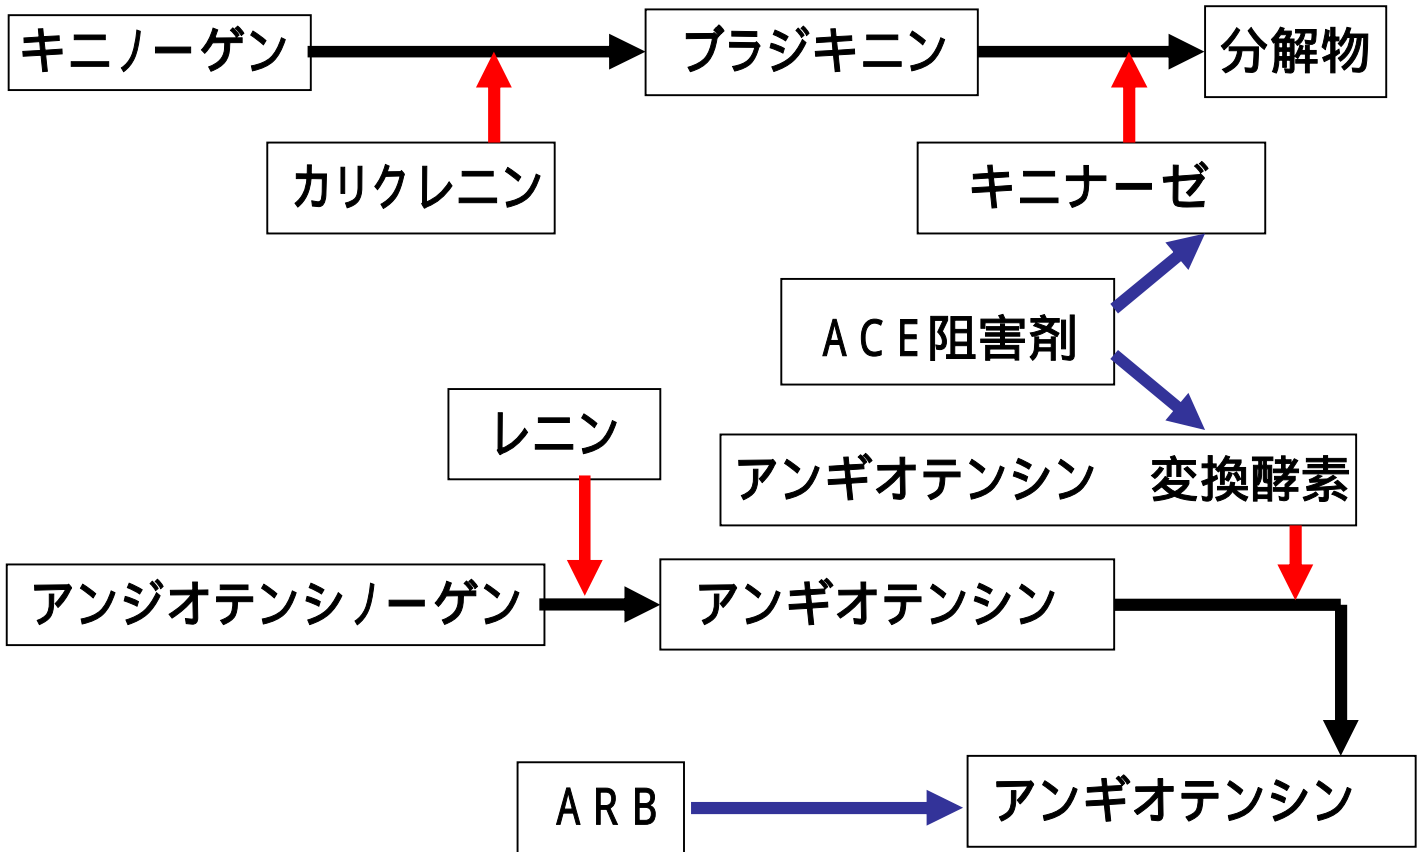 キニノーゲン
ブラジキニン
分解物
カリクレニン
キニナーゼ
ＡＣＥ阻害剤
レニン
アンギオテンシン　変換酵素
アンジオテンシノーゲン
アンギオテンシン
ＡＲＢ
アンギオテンシン